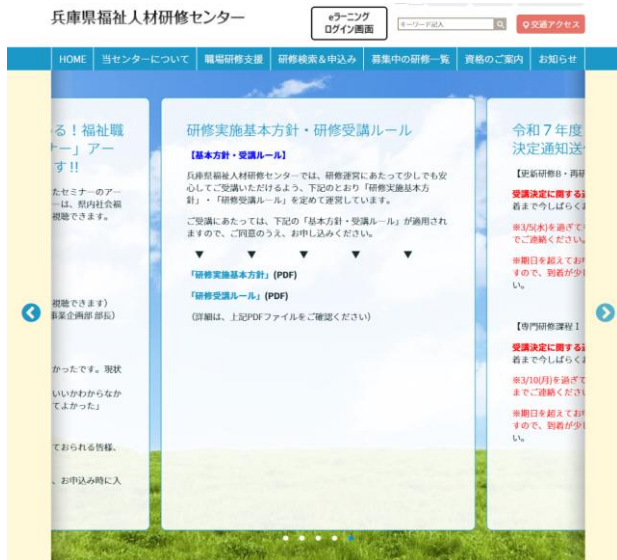 兵庫県福祉人材研修センター
eラーニング
ログイン画面
キーワード記入
交通アクセス
HOME
当センターについて
職場研修支援
研修検索&申込み
募集中の研修一覧
資格のご案内
お知らせ
る!福祉職
ー」アー
す!!
たセミナーのアー
ーは、県内社会福
視聴できます。
視聴できます)
事業企画部 部長)
かったです。現状
いいかわからなか
てよかった」
ておられる皆様、
、お申込み時に入
研修実施基本方針・研修受講ルール
【基本方針・受講ルール】
兵庫県福祉人材研修センターでは、研修運営にあたって少しでも安
心してご受講いただけるよう、下記のとおり「研修実施基本方
針」・「研修受講ルール」を定めて運営しています。
ご受講にあたっては、下記の「基本方針・受講ルール」が適用され
ますので、ご同意のうえ、お申し込みください。
▼ ▼ ▼ ▼ ▼
「研修実施基本方針」(PDF)
「研修受講ルール」(PDF)
(詳細は、上記PDFファイルをご確認ください)
令和7年度
決定通知送
【更新研修B・再研
受講決定に関する
着まで今しばらく
※3/5(水)を過ぎて
でご連絡ください。
※期日を超えてお
すので、到着が少
い。
【専門研修課程Ⅰ
受講決定に関する
着まで今しばらく
※3/10(月)を過ぎて
までご連絡くださ
※期日を超えてお
すので、到着が少
い。